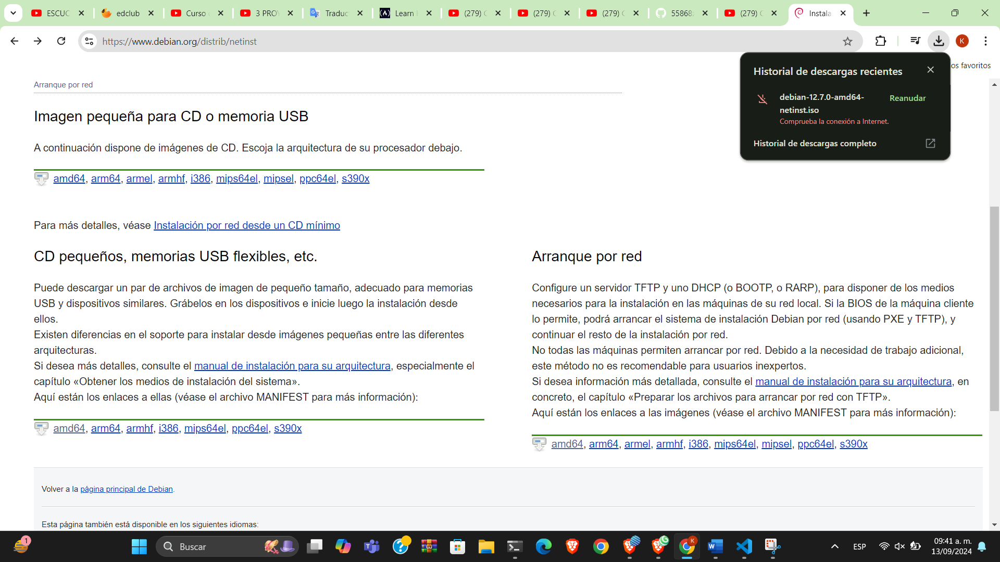 ESCUC
edclub
Curso
3 PROY
Traduc
Learn
(279)
(279)
(279)
55868
(279)
Instala
https://www.debian.org/distrib/netinst
K
os favoritos
Historial de descargas recientes
debian-12.7.0-amd64-
netinst.iso
Reanudar
Comprueba la conexión a Internet.
Historial de descargas completo
Arranque por red
Imagen pequeña para CD o memoria USB
A continuación dispone de imágenes de CD. Escoja la arquitectura de su procesador debajo.
amd64, arm64, armel, armhf, i386, mips64el, mipsel, ppc64el, s390x
Para más detalles, véase Instalación por red desde un CD mínimo
CD pequeños, memorias USB flexibles, etc.
Puede descargar un par de archivos de imagen de pequeño tamaño, adecuado para memorias
USB y dispositivos similares. Grábelos en los dispositivos e inicie luego la instalación desde
ellos.
Existen diferencias en el soporte para instalar desde imágenes pequeñas entre las diferentes
arquitecturas.
Si desea más detalles, consulte el manual de instalación para su arquitectura, especialmente el
capítulo «Obtener los medios de instalación del sistema».
Aquí están los enlaces a ellas (véase el archivo MANIFEST para más información):
amd64, arm64, armhf, i386, mips64el, ppc64el, s390x
Arranque por red
Configure un servidor TFTP y uno DHCP (o BOOTP, o RARP), para disponer de los medios
necesarios para la instalación en las máquinas de su red local. Si la BIOS de la máquina cliente
lo permite, podrá arrancar el sistema de instalación Debian por red (usando PXE y TFTP), y
continuar el resto de la instalación por red.
No todas las máquinas permiten arrancar por red. Debido a la necesidad de trabajo adicional,
este método no es recomendable para usuarios inexpertos.
Si desea información más detallada, consulte el manual de instalación para su arquitectura, en
concreto, el capítulo «Preparar los archivos para arrancar por red con TFTP».
Aquí están los enlaces a las imágenes (véase el archivo MANIFEST para más información):
amd64, arm64, armel, armhf, i386, mips64el, mipsel, ppc64el, s390x
Volver a la página principal de Debian.
Esta página también está disponible en los siguientes idiomas:
1
Buscar
K
ESP
09:41 a. m.
13/09/2024